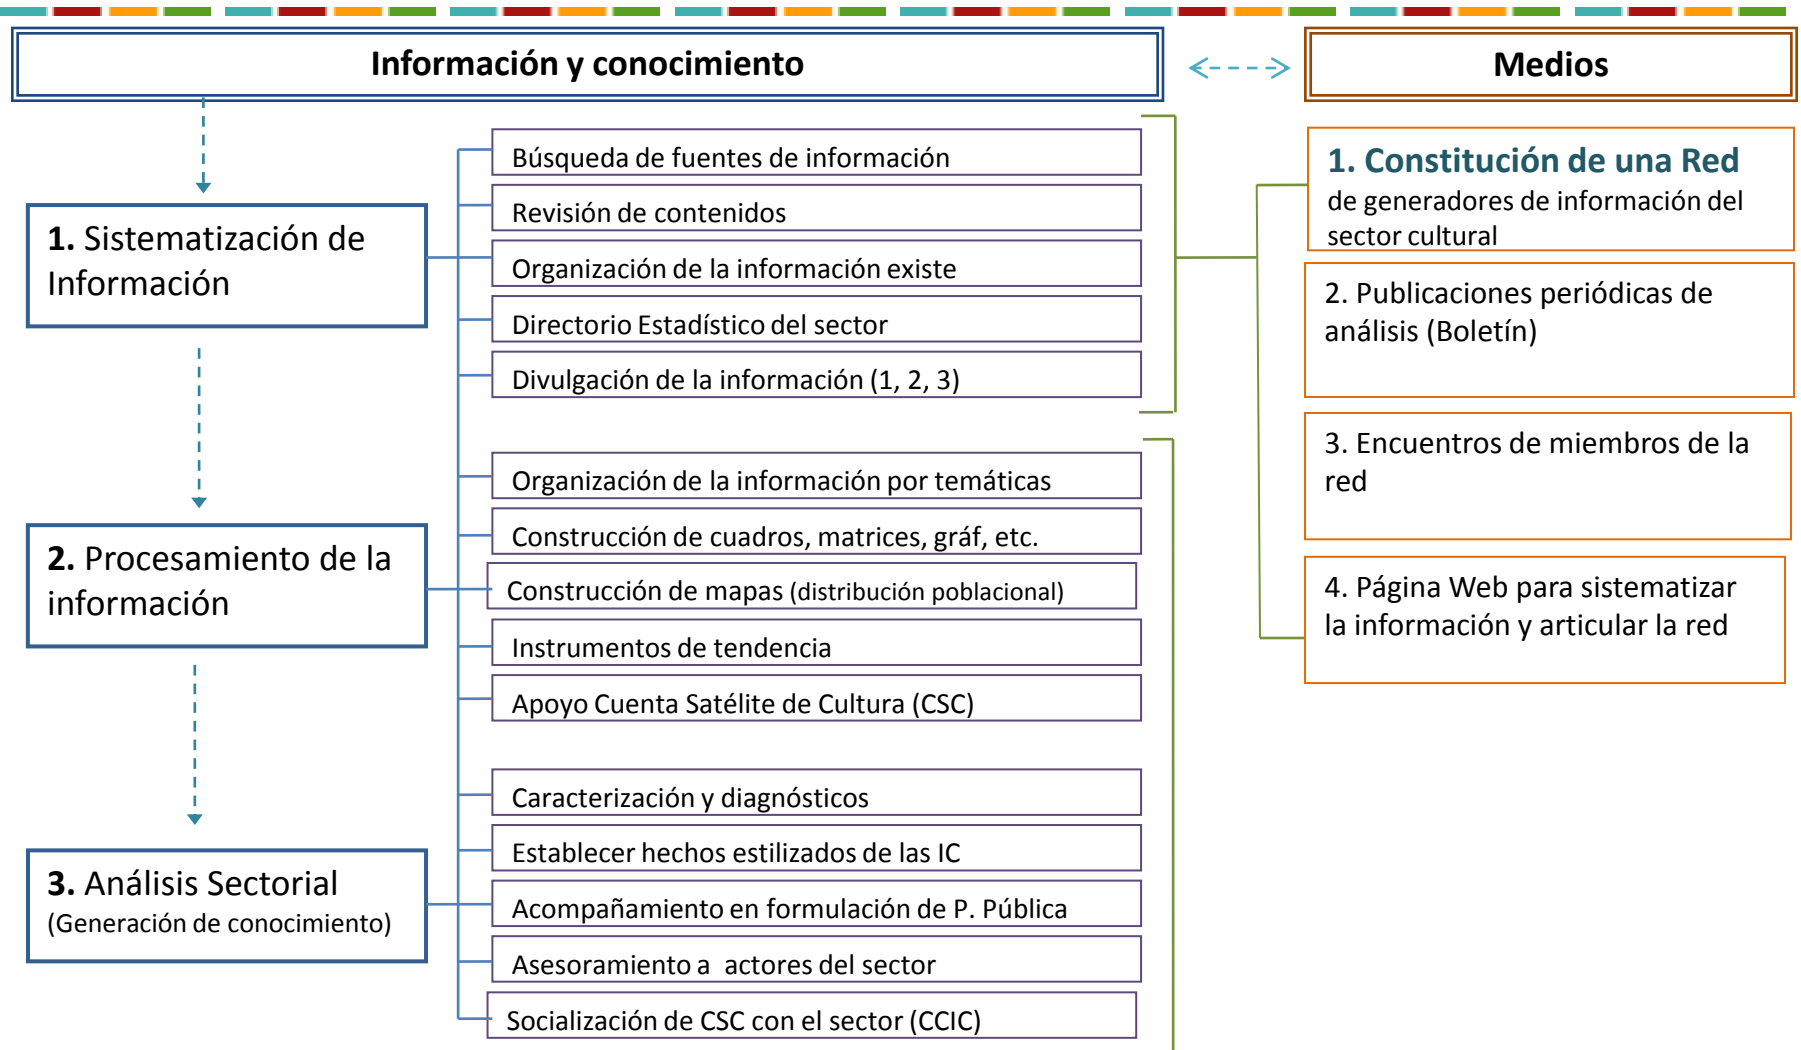 Información y conocimiento
Medios
1. Sistematización de
Información
Búsqueda de fuentes de información
Revisión de contenidos
Organización de la información existe
Directorio Estadístico del sector
Divulgación de la información (1, 2, 3)
2. Procesamiento de la
información
Organización de la información por temáticas
Construcción de cuadros, matrices, gráf, etc.
Construcción de mapas (distribución poblacional)
Instrumentos de tendencia
Apoyo Cuenta Satélite de Cultura (CSC)
3. Análisis Sectorial
(Generación de conocimiento)
Caracterización y diagnósticos
Establecer hechos estilizados de las IC
Acompañamiento en formulación de P. Pública
Asesoramiento a actores del sector
Socialización de CSC con el sector (CCIC)
1. Constitución de una Red
de generadores de información del
sector cultural
2. Publicaciones periódicas de
análisis (Boletín)
3. Encuentros de miembros de la
red
4. Página Web para sistematizar
la información y articular la red